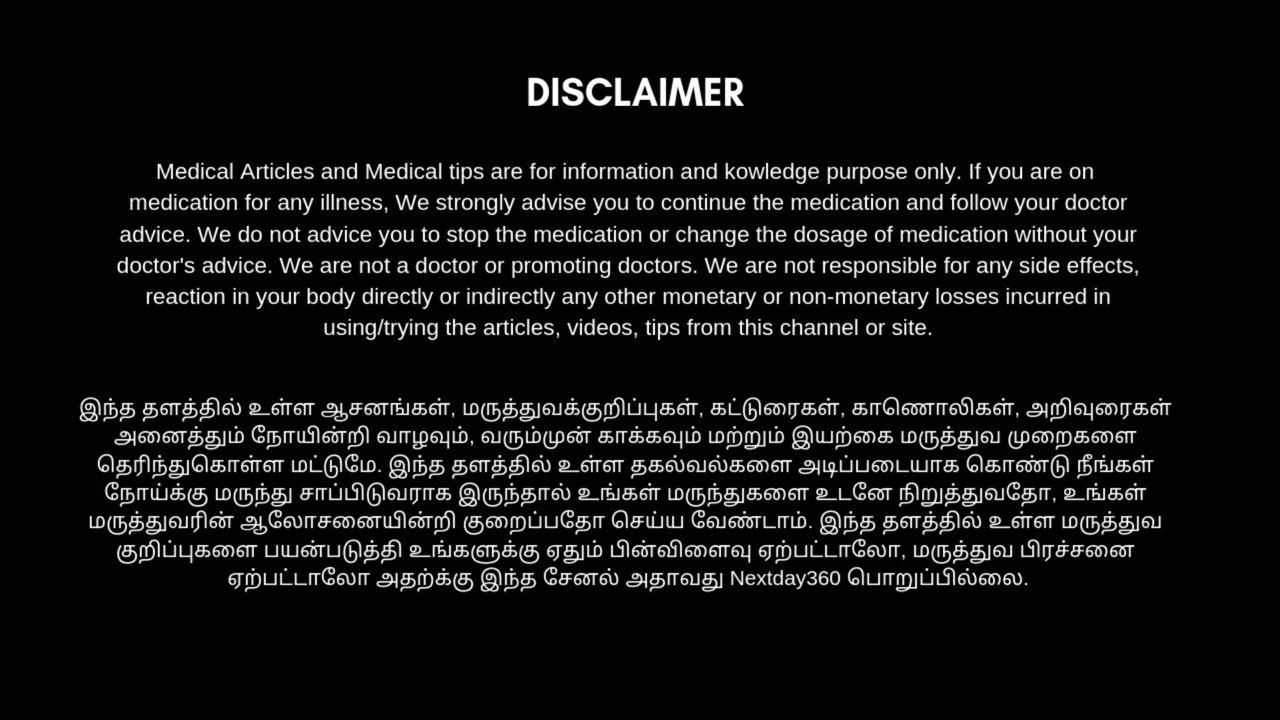 DISCLAIMER
Medical Articles and Medical tips are for information and kowledge purpose only. If you are on
medication for any illness, We strongly advise you to continue the medication and follow your doctor
advice. We do not advice you to stop the medication or change the dosage of medication without your
doctor's advice. We are not a doctor or promoting doctors. We are not responsible for any side effects,
reaction in your body directly or indirectly any other monetary or non-monetary losses incurred in
using/trying the articles, videos, tips from this channel or site.
இந்த தளத்தில் உள்ள ஆசனங்கள், மருத்துவக்குறிப்புகள், கட்டுரைகள், காணொலிகள், அறிவுரைகள்
அனைத்தும் நோயின்றி வாழவும், வரும்முன் காக்கவும் மற்றும் இயற்கை மருத்துவ முறைகளை
தெரிந்துகொள்ள மட்டுமே. இந்த தளத்தில் உள்ள தகல்வல்களை அடிப்படையாக கொண்டு நீங்கள்
நோய்க்கு மருந்து சாப்பிடுவராக இருந்தால் உங்கள் மருந்துகளை உடனே நிறுத்துவதோ, உங்கள்
மருத்துவரின் ஆலோசனையின்றி குறைப்பதோ செய்ய வேண்டாம். இந்த தளத்தில் உள்ள மருத்துவ
குறிப்புகளை பயன்படுத்தி உங்களுக்கு ஏதும் பின்விளைவு ஏற்பட்டாலோ, மருத்துவ பிரச்சனை
ஏற்பட்டாலோ அதற்க்கு இந்த சேனல் அதாவது Nextday360 பொறுப்பில்லை.